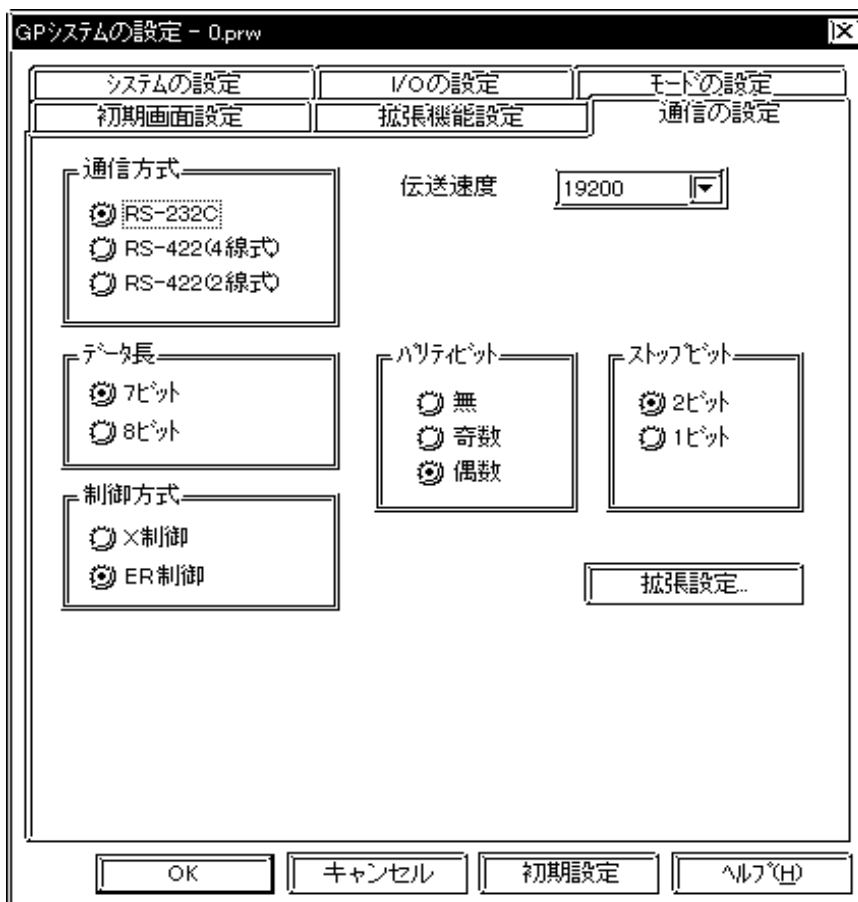 GPシステムの設定 - 0.prw
システムの設定 I/Oの設定 モードの設定
初期画面設定 拡張機能設定 通信の設定
通信方式
RS-232C
RS-422(4線式)
RS-422(2線式)
伝送速度 19200
データ長
7ビット
8ビット
パリティビット
無
奇数
偶数
ストップビット
2ビット
1ビット
制御方式
X制御
ER制御
拡張設定...
OK キャンセル 初期設定 ヘルプ(H)